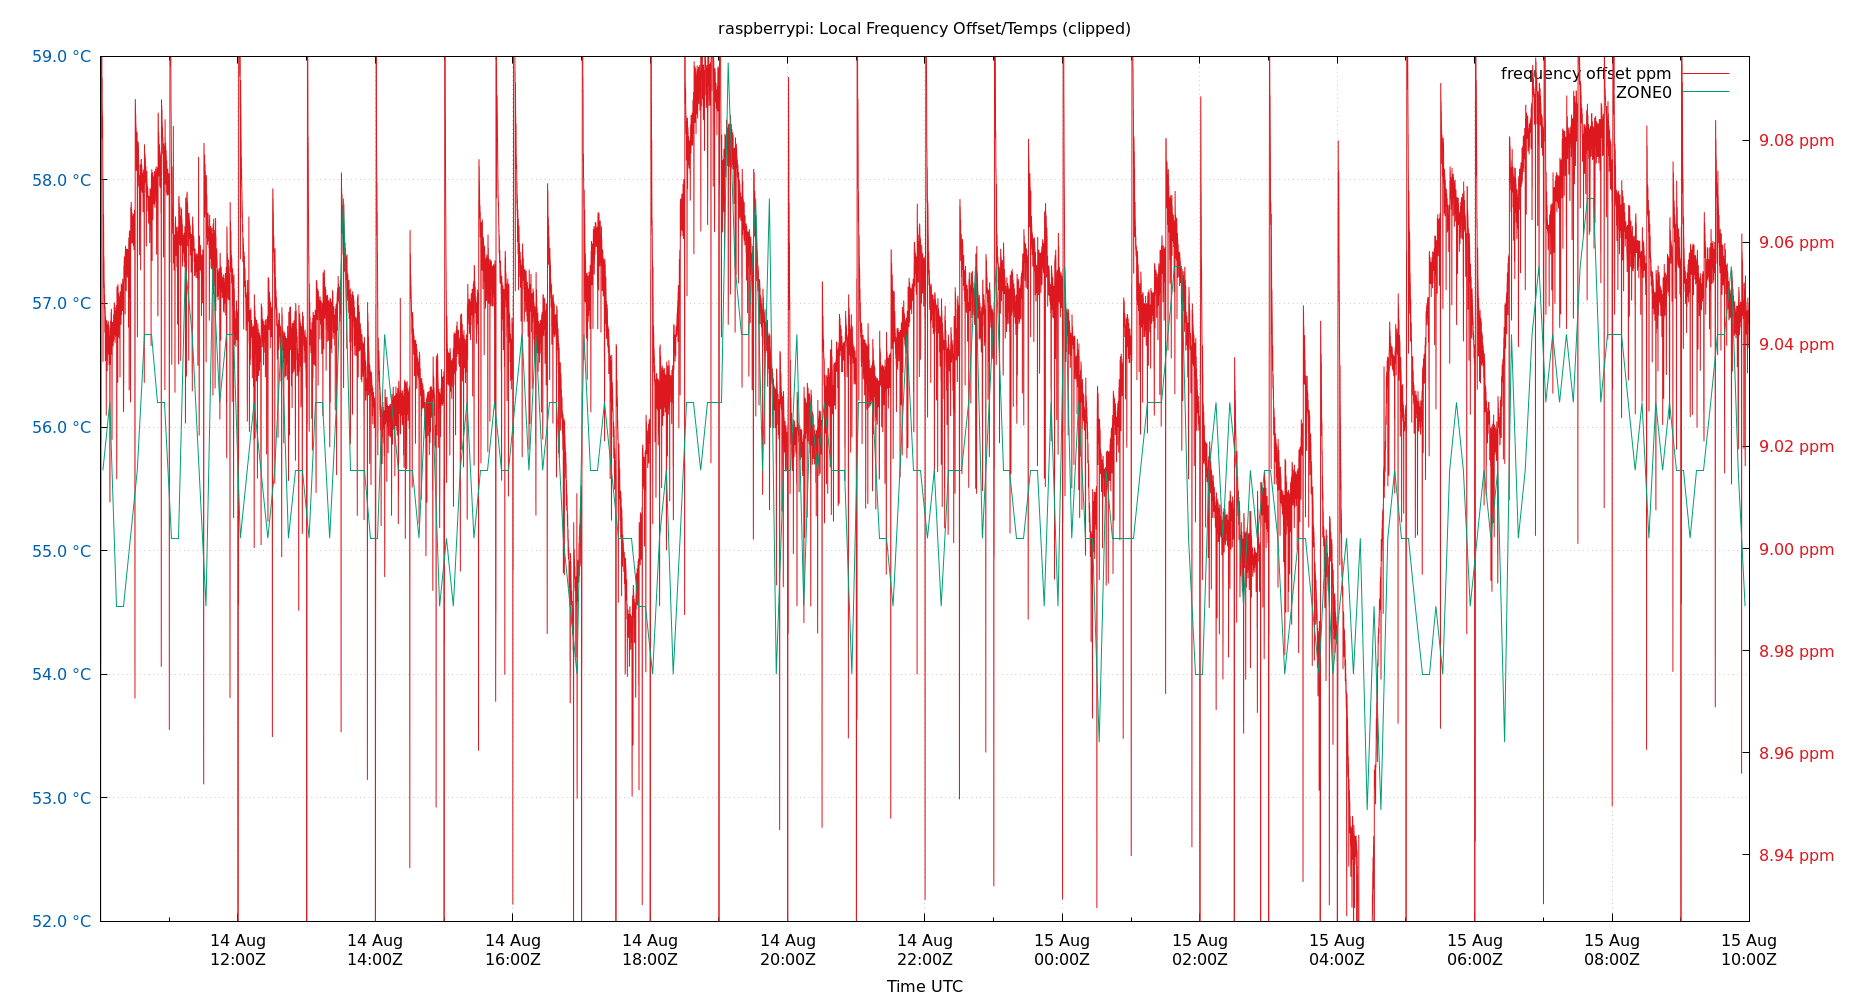 raspberrypi: Local Frequency Offset/Temps (clipped)
59.0 °C
58.0 °C
57.0 °C
56.0 °C
55.0 °C
54.0 °C
53.0 °C
52.0 °C
frequency offset ppm
ZONE0
9.08 ppm
9.06 ppm
9.04 ppm
9.02 ppm
9.00 ppm
8.98 ppm
8.96 ppm
8.94 ppm
14 Aug 14 Aug 14 Aug 14 Aug 14 Aug 14 Aug 15 Aug 15 Aug 15 Aug 15 Aug 15 Aug 15 Aug
12:00Z 14:00Z 16:00Z 18:00Z 20:00Z 22:00Z 00:00Z 02:00Z 04:00Z 06:00Z 08:00Z 10:00Z
Time UTC